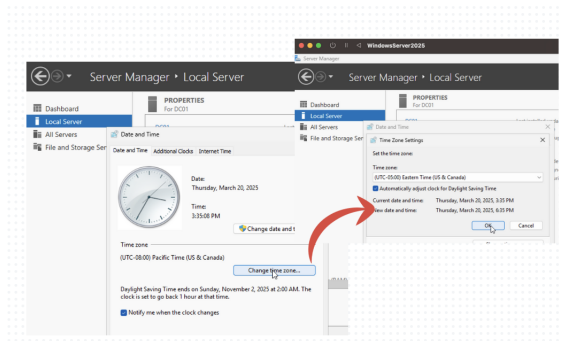 Server Manager • Local Server
Dashboard
Local Server
All Servers
File and Storage Ser
PROPERTIES
For DC01
Date and Time
Date and Time Additional Clocks Internet Time
Date:
Thursday, March 20, 2025
Time:
3:35:08 PM
Change date and t
Time zone
(UTC-08:00) Pacific Time (US & Canada)
Change time zone...
Daylight Saving Time ends on Sunday, November 2, 2025 at 2:00 AM. The
clock is set to go back 1 hour at that time.
Notify me when the clock changes
WindowsServer2025
Server Manager
Server Manager • Local Server
Dashboard
Local Server
All Servers
File and Storage Ser
PROPERTIES
For DC01
Date and Time
Time Zone Settings
Set the time zone:
Time zone:
(UTC-05:00) Eastern Time (US & Canada)
Automatically adjust clock for Daylight Saving Time
Current date and time: Thursday, March 20, 2025, 3:35 PM
New date and time: Thursday, March 20, 2025, 6:35 PM
OK Cancel